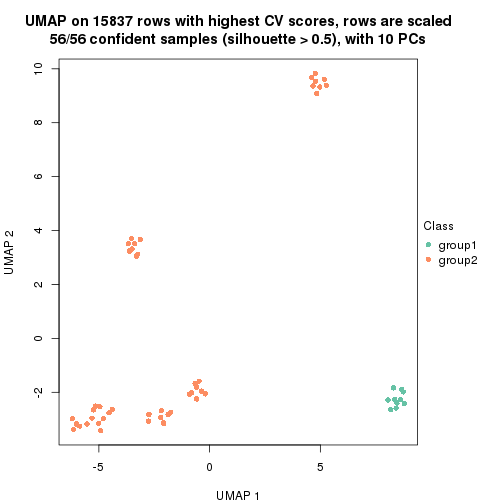 UMAP on 15837 rows with highest CV scores, rows are scaled
56/56 confident samples (silhouette > 0.5), with 10 PCs
10
8
6
4
2
0
-2
UMAP 2
-5
0
5
UMAP 1
Class
group1
group2